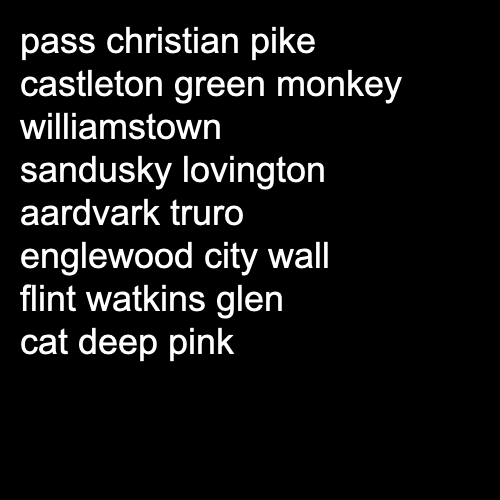 pass christian pike
castleton green monkey
williamstown
sandusky lovington
aardvark truro
englewood city wall
flint watkins glen
cat deep pink